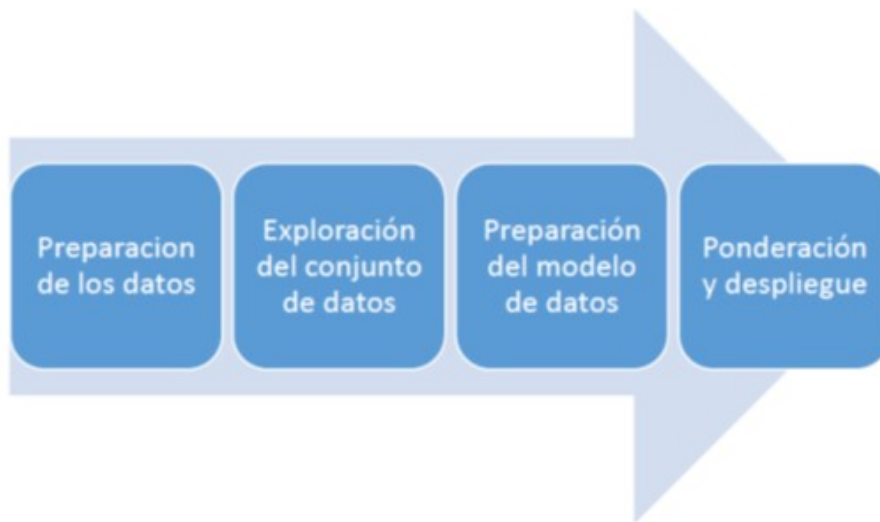 Preparacion
de los datos
Exploración
del conjunto
de datos
Preparación
del modelo
de datos
Ponderación
y despliegue